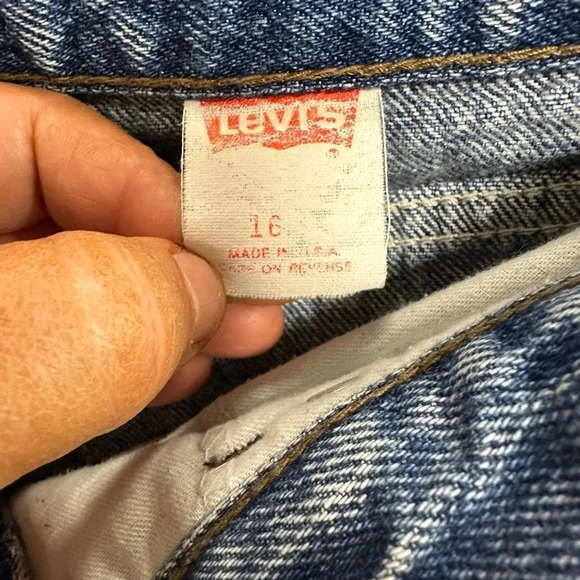 Levi's
®
16
MADE IN U.S.A.
CARE ON REVERSE